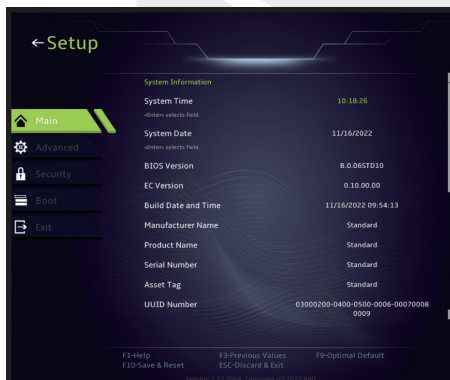 ←Setup
System Information
System Time 10:18:26
<Enter> selects field.
System Date 11/16/2022
<Enter> selects field.
BIOS Version B.0.06STD10
EC Version 0.10.00.00
Build Date and Time 11/16/2022 09:54:13
Manufacturer Name Standard
Product Name Standard
Serial Number Standard
Asset Tag Standard
UUID Number 03000200-0400-0500-0006-00070008
0009
Main
Advanced
Security
Boot
Exit
F1-Help F3-Previous Values F9-Optimal Default
F10-Save & Reset ESC-Discard & Exit